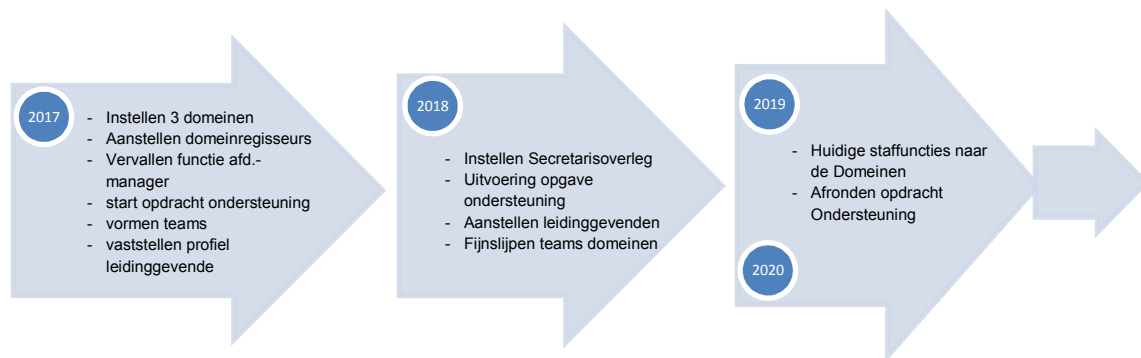 2017
- Instellen 3 domeinen
- Aanstellen domeinregisseurs
- Vervallen functie afd.-
manager
- start opdracht ondersteuning
- vormen teams
- vaststellen profiel
leidinggevende
2018
- Instellen Secretarisoverleg
- Uitvoering opgave
ondersteuning
- Aanstellen leidinggevenden
- Fijnslijpen teams domeinen
2019
- Huidige staffuncties naar
de Domeinen
- Afronden opdracht
Ondersteuning
2020